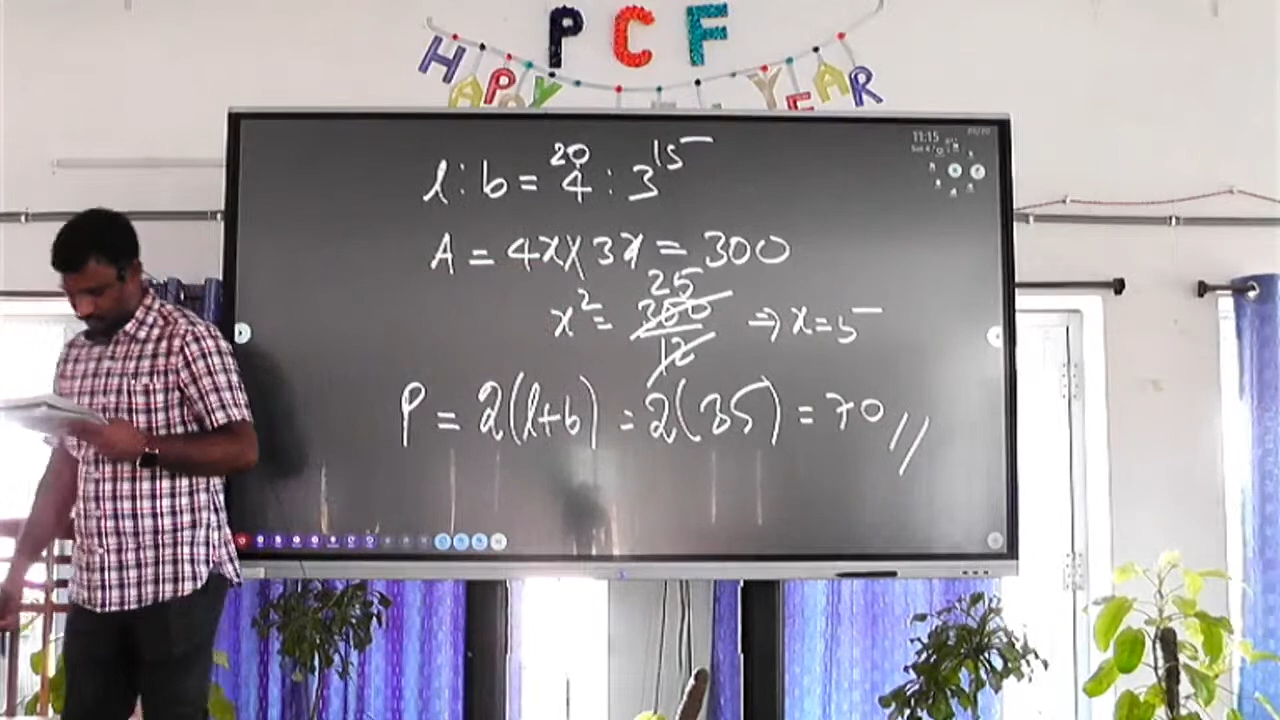 PCF
HAPPY YEAR
11:15
20 15
l : b = 4 : 3
A = 4x × 3x = 300
25
x² = 300/12 ⇒ x = 5
P = 2(l+b) = 2(35) = 70 //